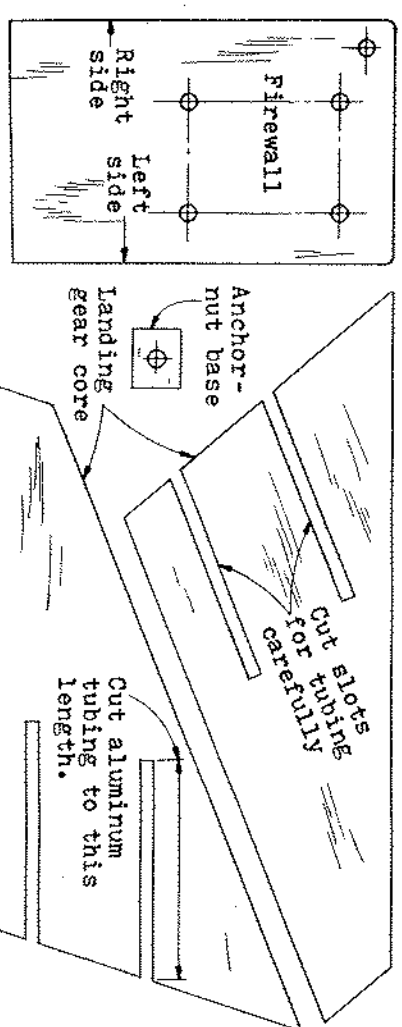 Firewall
Right
side
Left
side
Anchor-
nut base
Landing
gear core
Cut slots
for tubing
carefully
Cut aluminum
tubing to this
length.